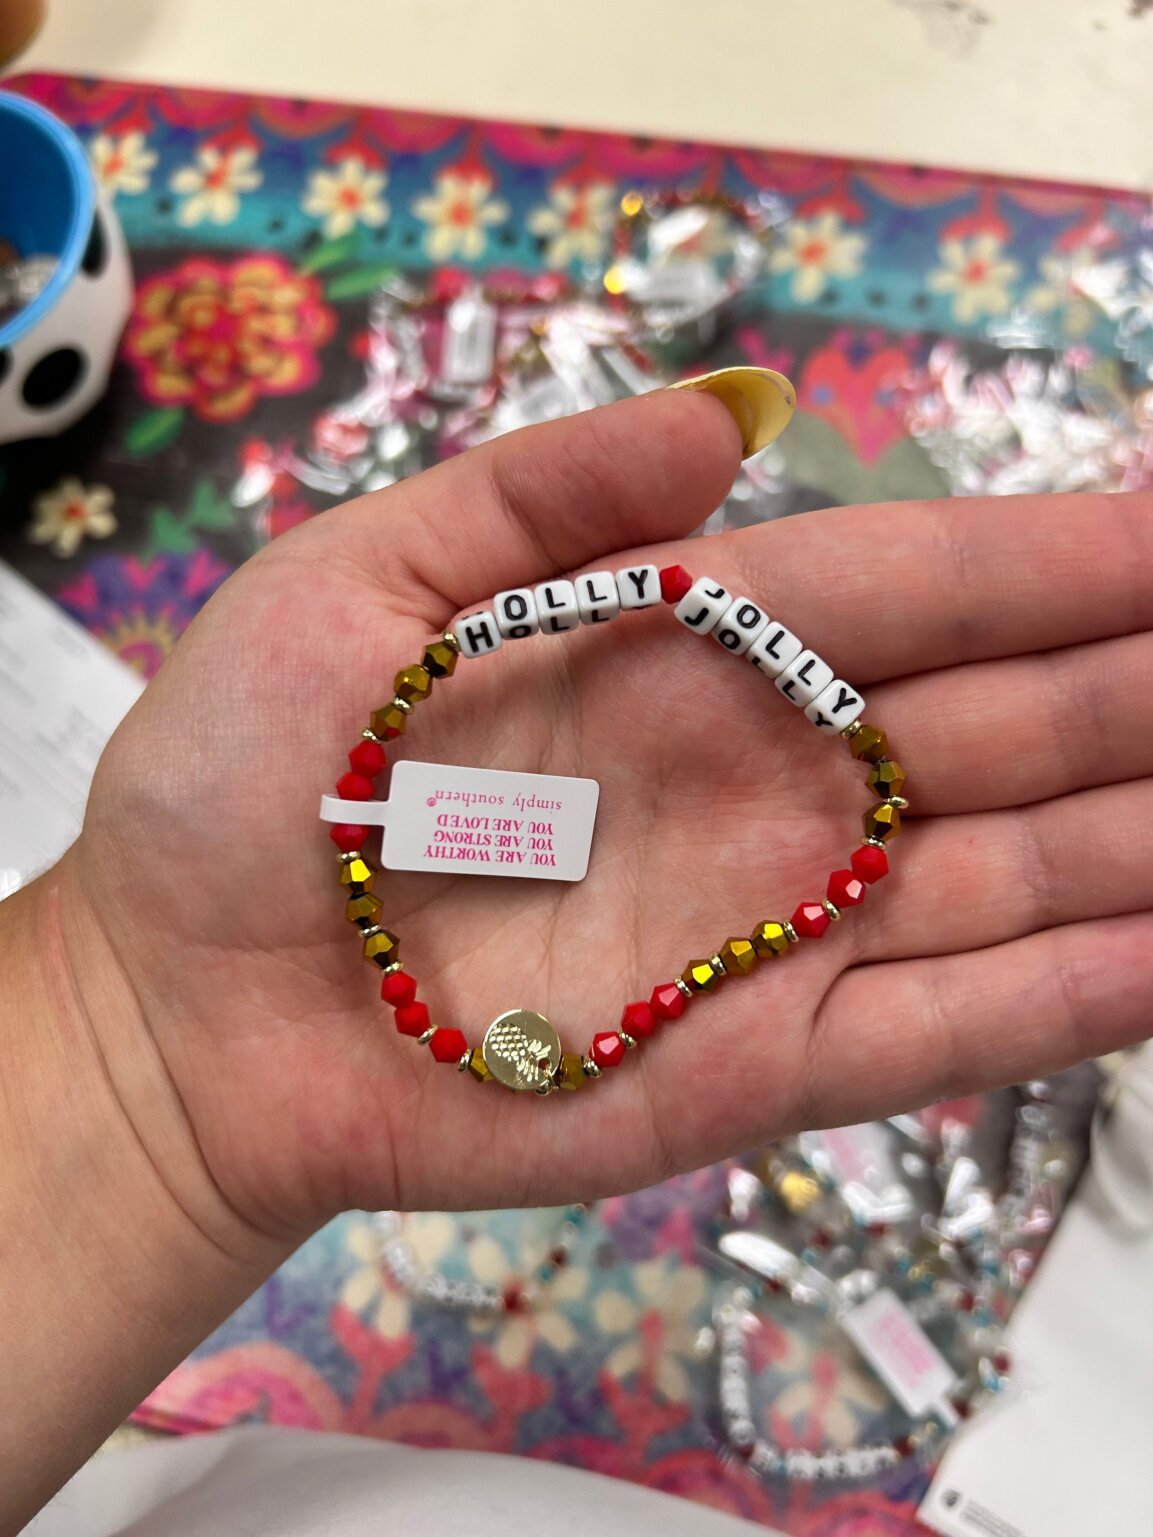 HOLLY JOLLY
YOU ARE WORTHY
YOU ARE STRONG
YOU ARE LOVED
simply southern®